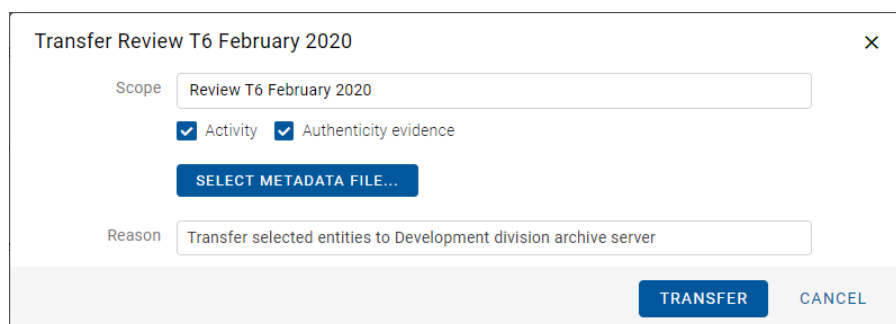 Transfer Review T6 February 2020
Scope Review T6 February 2020
Activity Authenticity evidence
SELECT METADATA FILE...
Reason Transfer selected entities to Development division archive server
TRANSFER CANCEL